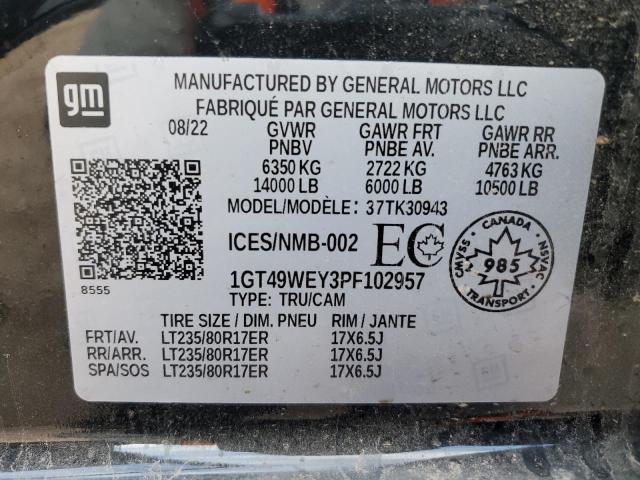 gm
MANUFACTURED BY GENERAL MOTORS LLC
FABRIQUÉ PAR GENERAL MOTORS LLC
08/22 GVWR GAWR FRT GAWR RR
PNBV PNBE AV. PNBE ARR.
6350 KG 2722 KG 4763 KG
14000 LB 6000 LB 10500 LB
MODEL/MODÈLE: 37TK30943
ICES/NMB-002 EC
CANADA
CMVSS 985 NSVAC
TRANSPORT
8555
1GT49WEY3PF102957
TYPE: TRU/CAM
TIRE SIZE / DIM. PNEU RIM / JANTE
FRT/AV. LT235/80R17ER 17X6.5J
RR/ARR. LT235/80R17ER 17X6.5J
SPA/SOS LT235/80R17ER 17X6.5J